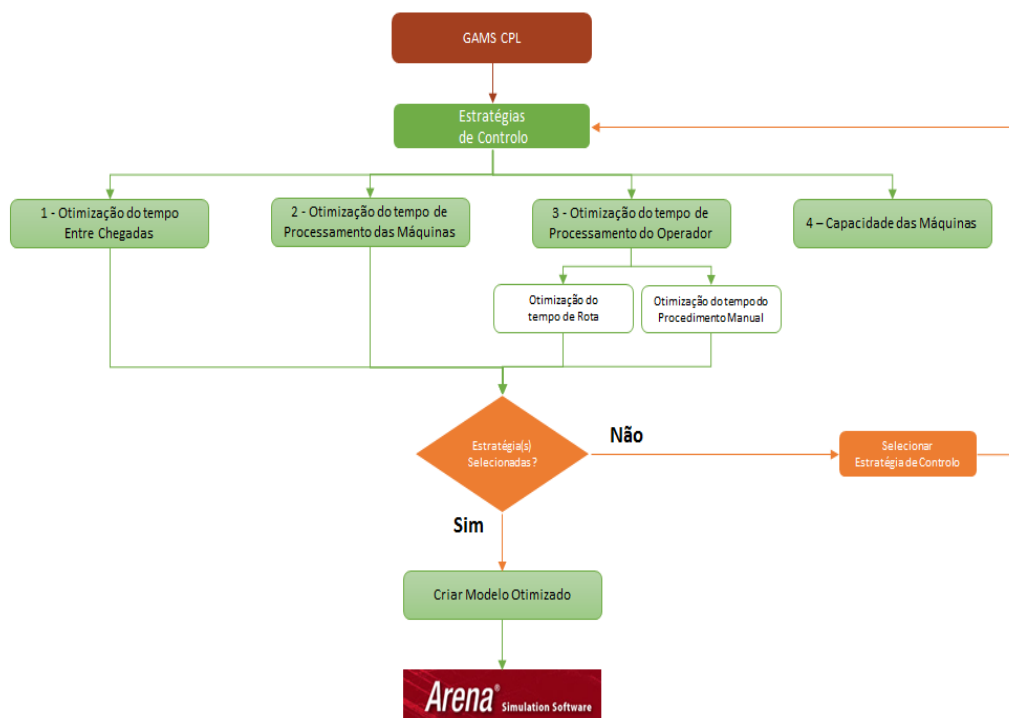 GAMS CPL
Estratégias
de Controlo
1 - Otimização do tempo
Entre Chegadas
2 - Otimização do tempo de
Processamento das Máquinas
3 - Otimização do tempo de
Processamento do Operador
4 – Capacidade das Máquinas
Otimização do
tempo de Rota
Otimização do tempo do
Procedimento Manual
Estratégia(s)
Selecionadas?
Não
Selecionar
Estratégia de Controlo
Sim
Criar Modelo Otimizado
Arena® Simulation Software